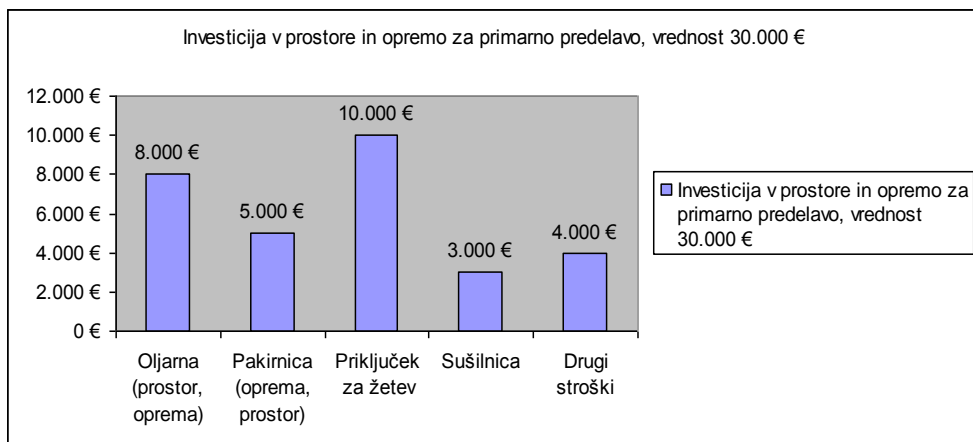 Investicija v prostore in opremo za primarno predelavo, vrednost 30.000 €
12.000 €
10.000 €
8.000 €
6.000 €
4.000 €
2.000 €
0 €
8.000 €
5.000 €
10.000 €
3.000 €
4.000 €
Oljarna
(prostor,
oprema)
Pakirnica
(oprema,
prostor)
Priključek
za žetev
Sušilnica
Drugi
stroški
Investicija v prostore in opremo za
primarno predelavo, vrednost
30.000 €